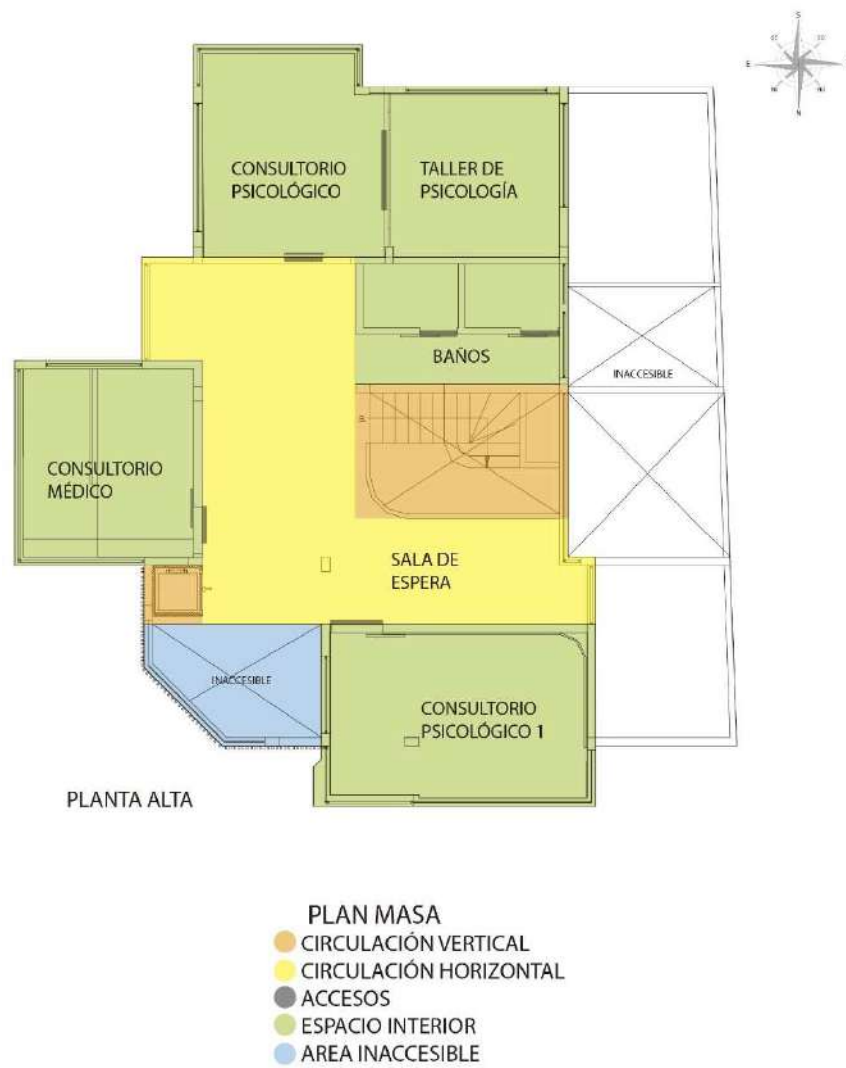 S
E
N
CONSULTORIO
PSICOLÓGICO
TALLER DE
PSICOLOGÍA
BAÑOS
INACCESIBLE
CONSULTORIO
MÉDICO
SALA DE
ESPERA
INACCESIBLE
CONSULTORIO
PSICOLÓGICO 1
PLANTA ALTA
PLAN MASA
CIRCULACIÓN VERTICAL
CIRCULACIÓN HORIZONTAL
ACCESOS
ESPACIO INTERIOR
AREA INACCESIBLE